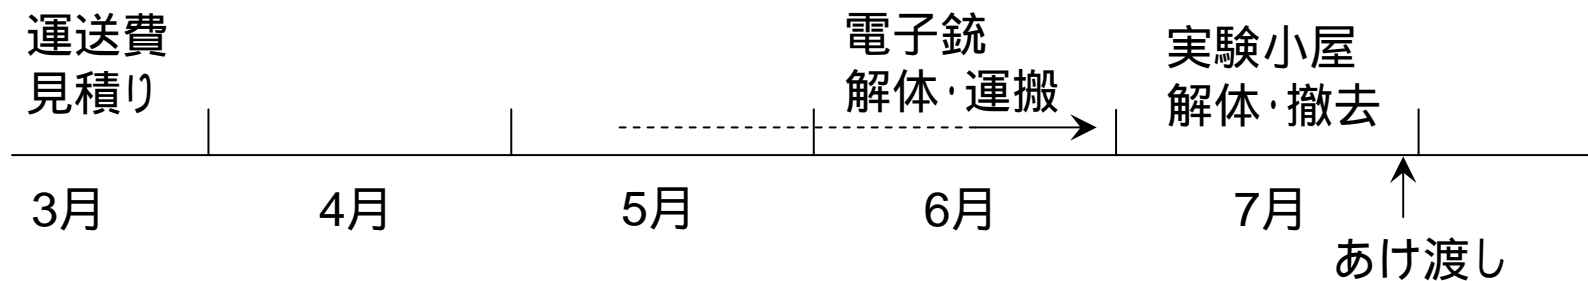 運送費
見積り
電子銃
解体・運搬
実験小屋
解体・撤去
3月
4月
5月
6月
7月
あけ渡し